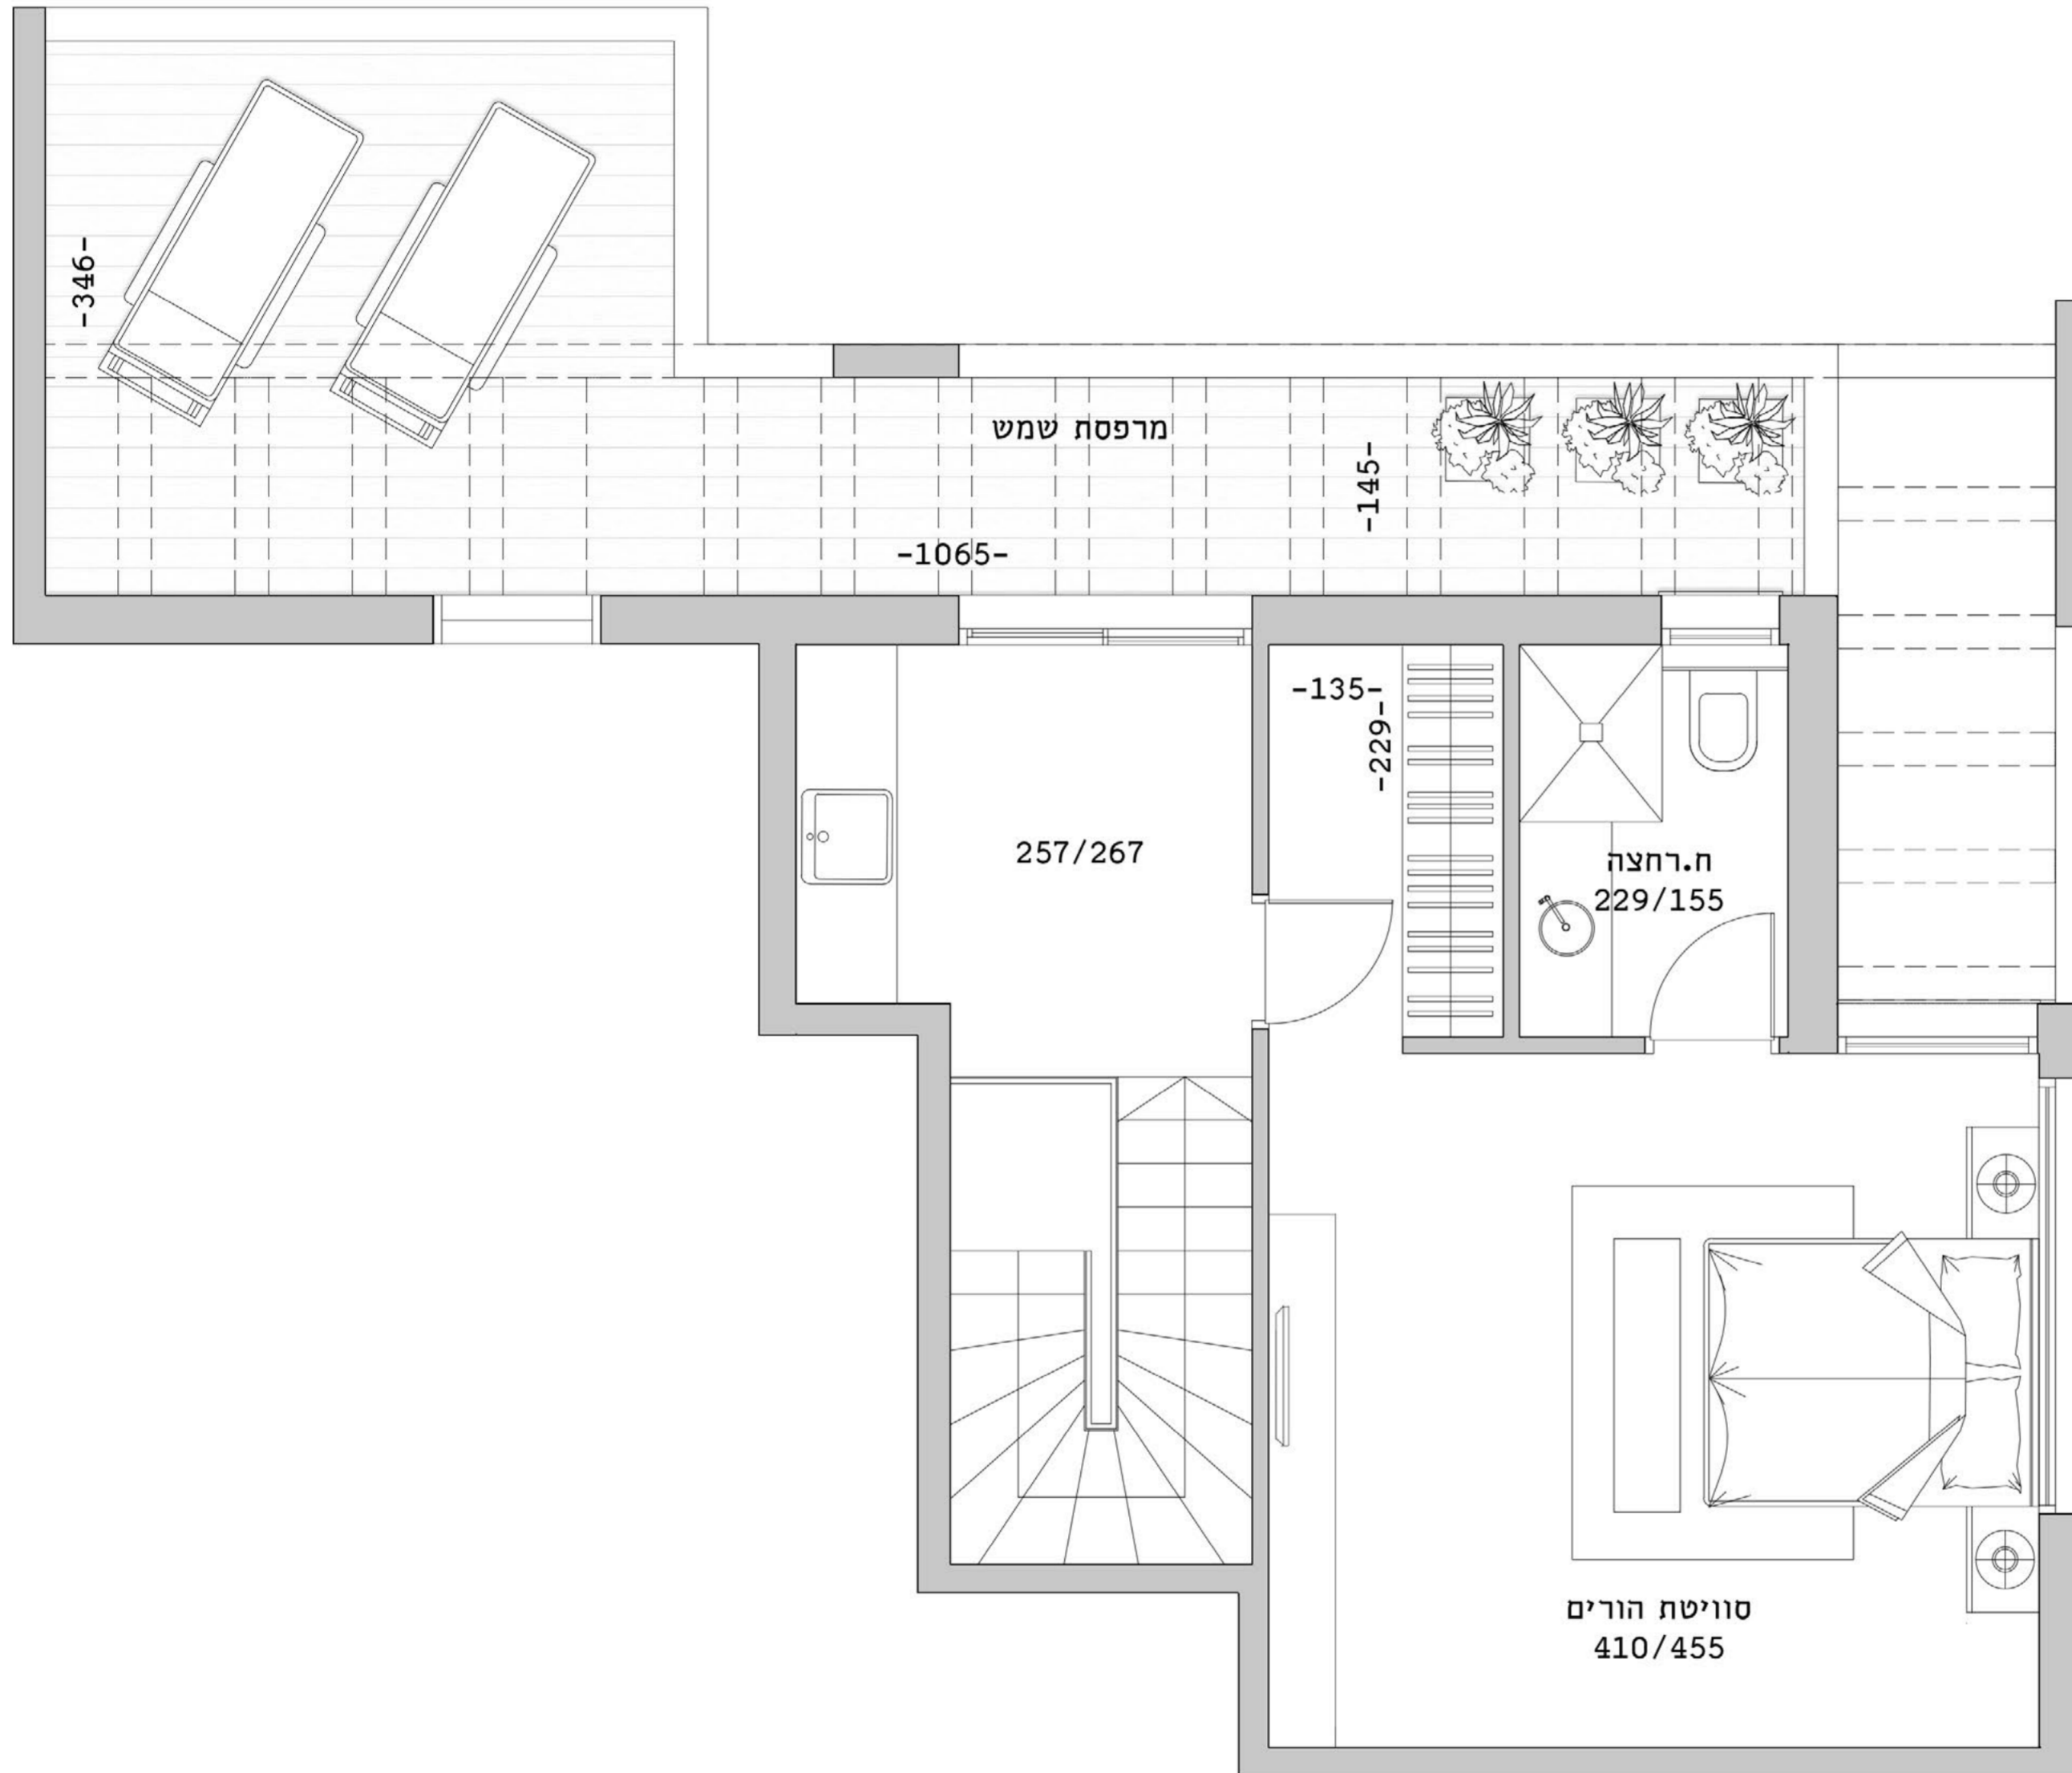 -346-
מרפסת שמש
-145-
-1065-
-135-
-229-
257/267
ח.רחצה
229/155
סוויטת הורים
410/455